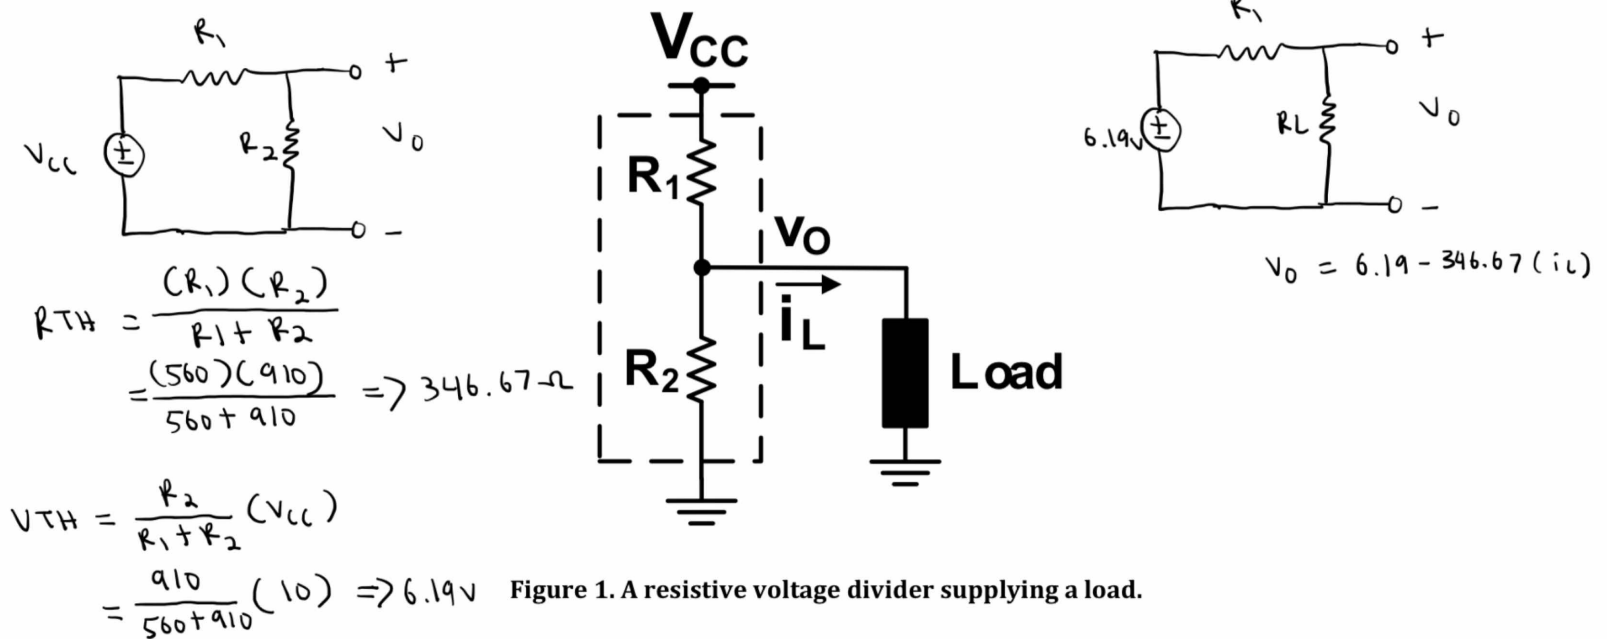 R₁
Vcc
R₂
+
Vo
−
RTH = (R₁)(R₂) / R1 + R₂
= (560)(910) / 560 + 910 => 346.67Ω
VTH = R₂ / R₁ + R₂ (Vcc)
= 910 / 560+910 (10) => 6.19v
VCC
R1
vO
iL
R2
Load
Figure 1. A resistive voltage divider supplying a load.
R₁
6.19v
RL
+
Vo
−
Vo = 6.19 - 346.67 (iL)